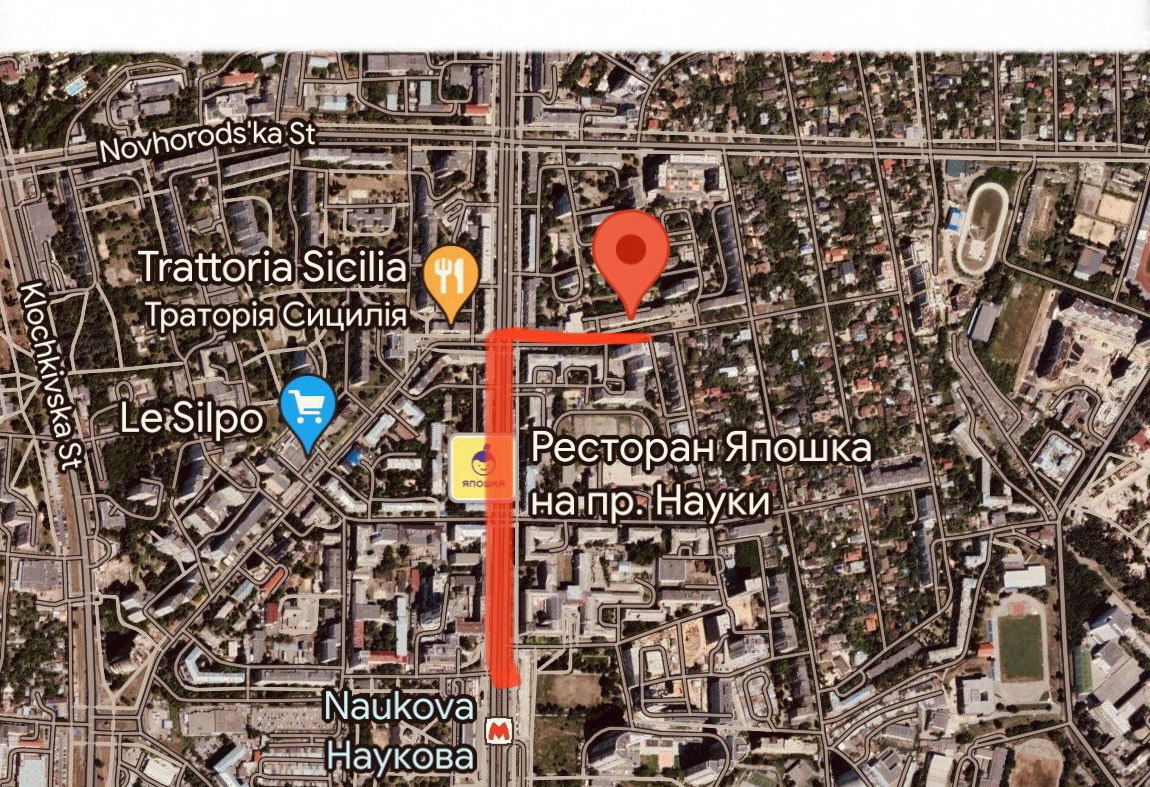 Novhorods'ka St
Trattoria Sicilia
Траторія Сицилія
Klochkivska St
Le Silpo
япошка
Ресторан Япошка
на пр. Науки
Naukova
Наукова